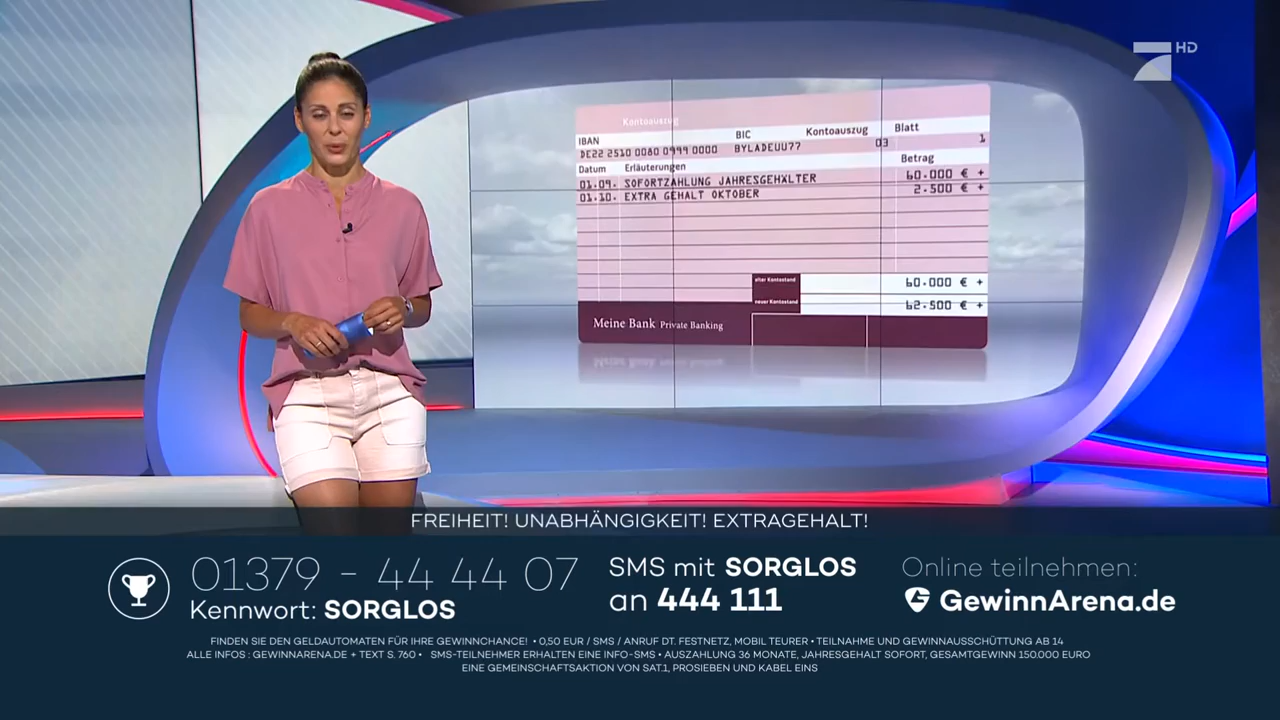 HD
Kontoauszug
IBAN BIC Kontoauszug Blatt
DE22 2510 0080 0999 0000 BYLADEUU77 03 1
Datum Erläuterungen Betrag
01.09. SOFORTZAHLUNG JAHRESGEHÄLTER 60.000 € +
01.10. EXTRA GEHALT OKTOBER 2.500 € +
alter Kontostand 60.000 € +
neuer Kontostand 62.500 € +
Meine Bank Private Banking
FREIHEIT! UNABHÄNGIGKEIT! EXTRAGEHALT!
01379 - 44 44 07
Kennwort: SORGLOS
SMS mit SORGLOS
an 444 111
Online teilnehmen:
GewinnArena.de
FINDEN SIE DEN GELDAUTOMATEN FÜR IHRE GEWINNCHANCE! • 0,50 EUR / SMS / ANRUF DT. FESTNETZ, MOBIL TEURER • TEILNAHME UND GEWINNAUSSCHÜTTUNG AB 14
ALLE INFOS : GEWINNARENA.DE + TEXT S. 760 • SMS-TEILNEHMER ERHALTEN EINE INFO-SMS • AUSZAHLUNG 36 MONATE, JAHRESGEHALT SOFORT, GESAMTGEWINN 150.000 EURO
EINE GEMEINSCHAFTSAKTION VON SAT.1, PROSIEBEN UND KABEL EINS